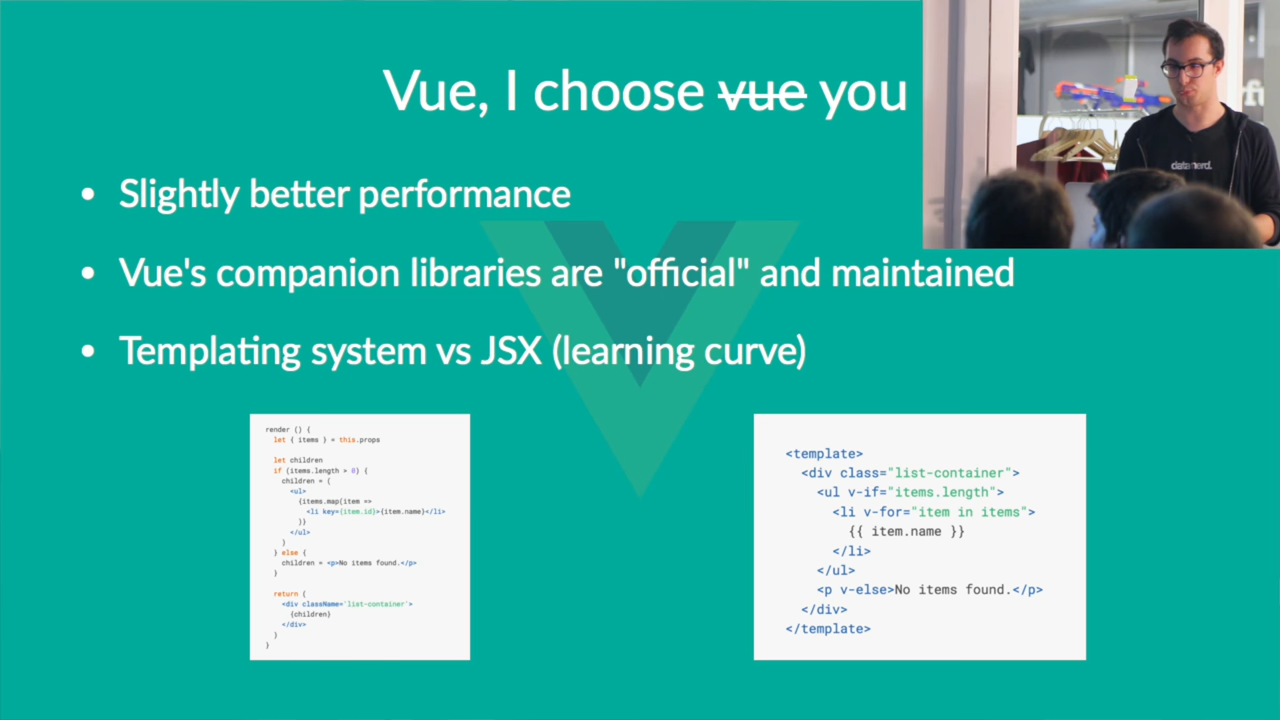 Vue, I choose vue you
• Slightly better performance
• Vue's companion libraries are "official" and maintained
• Templating system vs JSX (learning curve)
render () {
let { items } = this.props
let children
if (items.length > 0) {
children = (
<ul>
{items.map(item =>
<li key={item.id}>{item.name}</li>
)}
</ul>
)
} else {
children = <p>No items found.</p>
}
return (
<div className='list-container'>
{children}
</div>
)
}
<template>
<div class="list-container">
<ul v-if="items.length">
<li v-for="item in items">
{{ item.name }}
</li>
</ul>
<p v-else>No items found.</p>
</div>
</template>
data nerd.